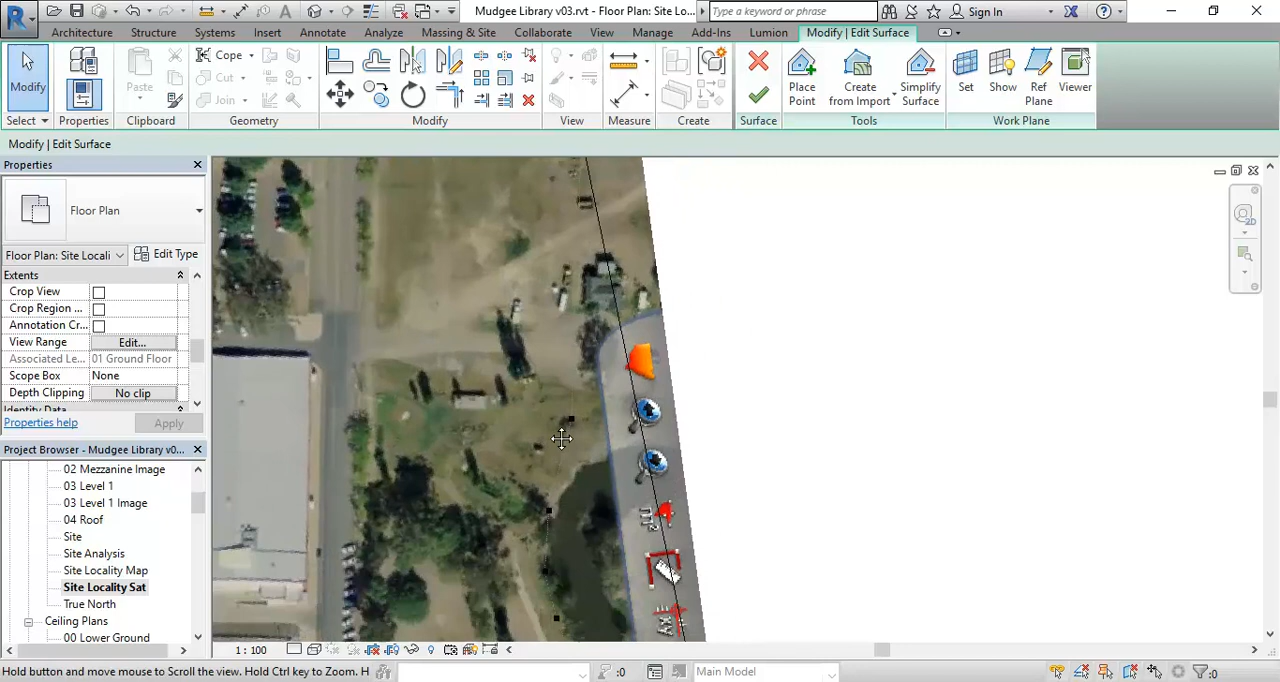 Mudgee Library v03.rvt - Floor Plan: Site Lo...
Type a keyword or phrase
Sign In
Architecture
Structure
Systems
Insert
Annotate
Analyze
Massing & Site
Collaborate
View
Manage
Add-Ins
Lumion
Modify | Edit Surface
Modify
Paste
Cope
Cut
Join
Place
Point
Create
from Import
Simplify
Surface
Set
Show
Ref
Plane
Viewer
Select
Properties
Clipboard
Geometry
Modify
View
Measure
Create
Surface
Tools
Work Plane
Modify | Edit Surface
Properties
Floor Plan
Floor Plan: Site Locali
Edit Type
Extents
Crop View
Crop Region ...
Annotation Cr...
View Range
Edit...
Associated Le...
01 Ground Floor
Scope Box
None
Depth Clipping
No clip
Identity Data
Properties help
Apply
Project Browser - Mudgee Library v0...
02 Mezzanine Image
03 Level 1
03 Level 1 Image
04 Roof
Site
Site Analysis
Site Locality Map
Site Locality Sat
True North
Ceiling Plans
00 Lower Ground
1 : 100
Hold button and move mouse to Scroll the view. Hold Ctrl key to Zoom. H
:0
Main Model
:0
2D